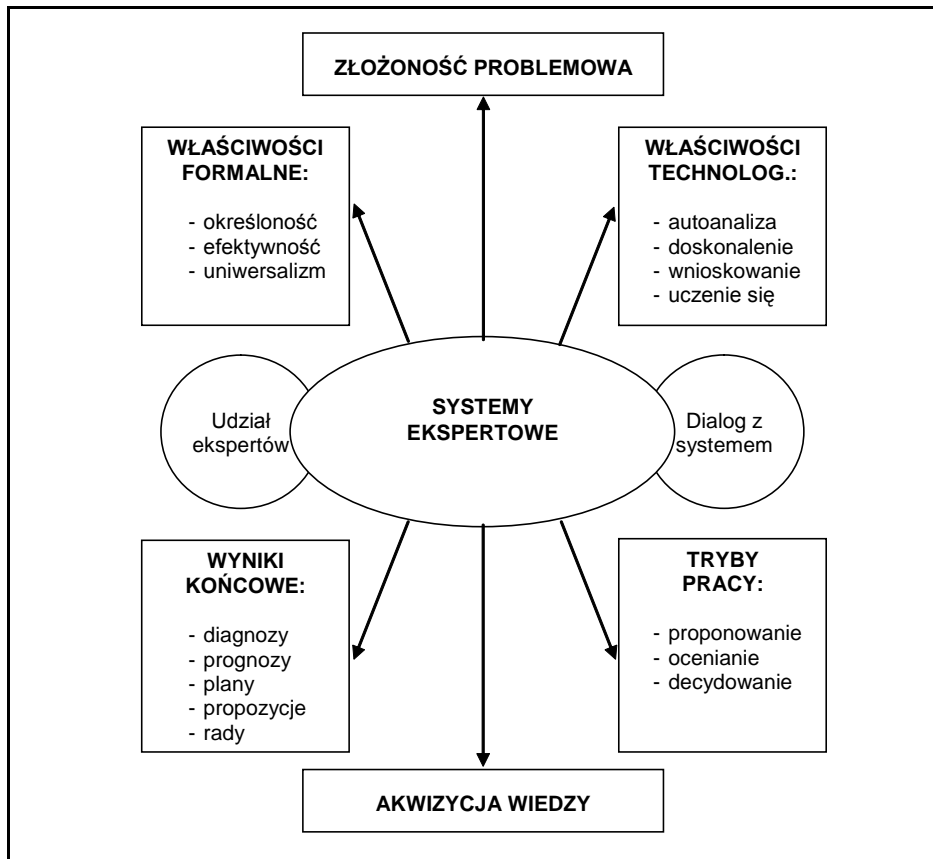 ZŁOŻONOŚĆ PROBLEMOWA
WŁAŚCIWOŚCI
FORMALNE:
- określoność
- efektywność
- uniwersalizm
WŁAŚCIWOŚCI
TECHNOLOG.:
- autoanaliza
- doskonalenie
- wnioskowanie
- uczenie się
Udział
ekspertów
SYSTEMY
EKSPERTOWE
Dialog z
systemem
WYNIKI
KOŃCOWE:
- diagnozy
- prognozy
- plany
- propozycje
- rady
TRYBY
PRACY:
- proponowanie
- ocenianie
- decydowanie
AKWIZYCJA WIEDZY